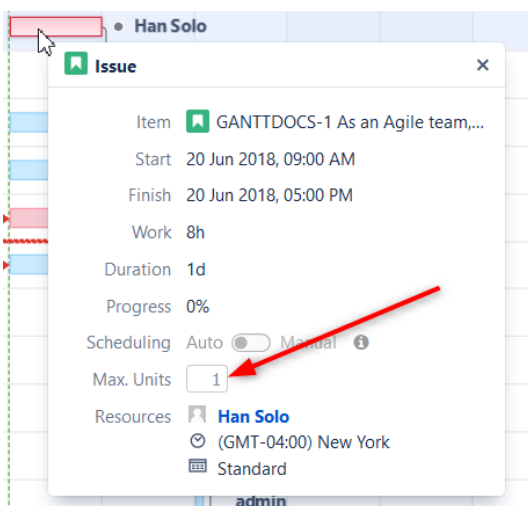 Han Solo
Issue
Item GANTTDOCS-1 As an Agile team,...
Start 20 Jun 2018, 09:00 AM
Finish 20 Jun 2018, 05:00 PM
Work 8h
Duration 1d
Progress 0%
Scheduling Auto Manual
Max. Units 1
Resources Han Solo
(GMT-04:00) New York
Standard
admin